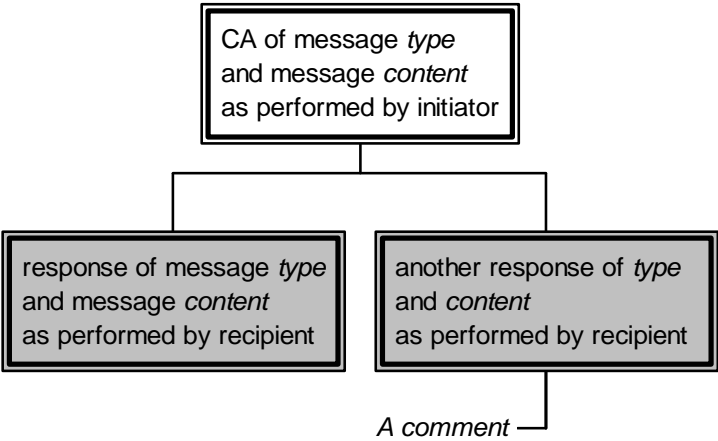 CA of message type
and message content
as performed by initiator
response of message type
and message content
as performed by recipient
another response of type
and content
as performed by recipient
A comment